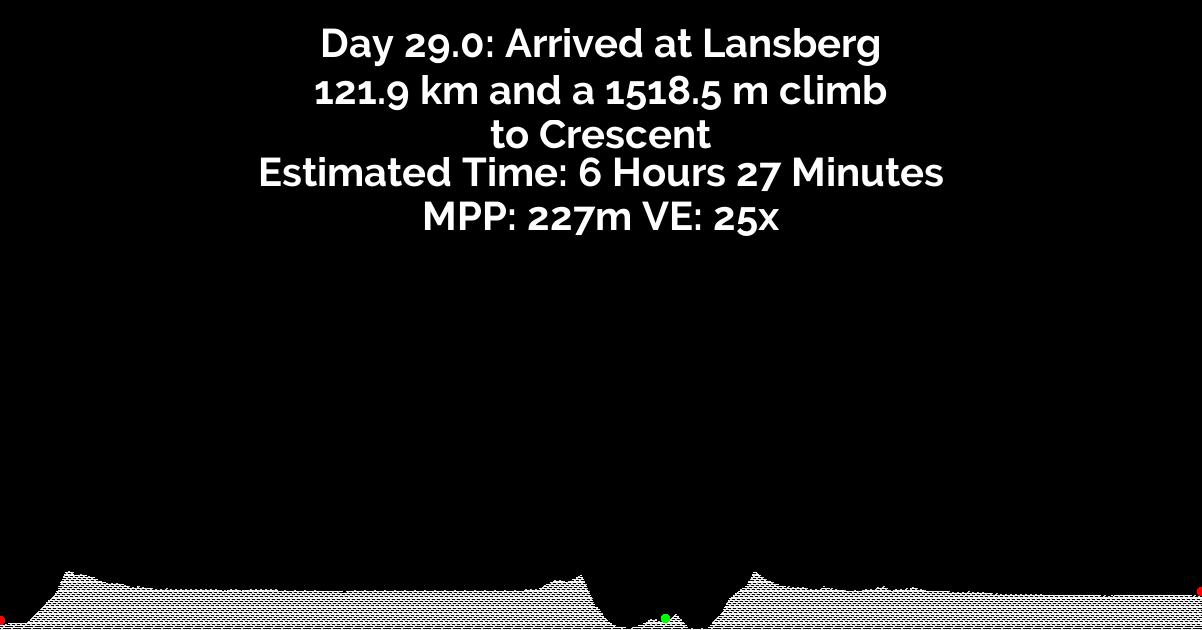 Day 29.0: Arrived at Lansberg
121.9 km and a 1518.5 m climb
to Crescent
Estimated Time: 6 Hours 27 Minutes
MPP: 227m VE: 25x